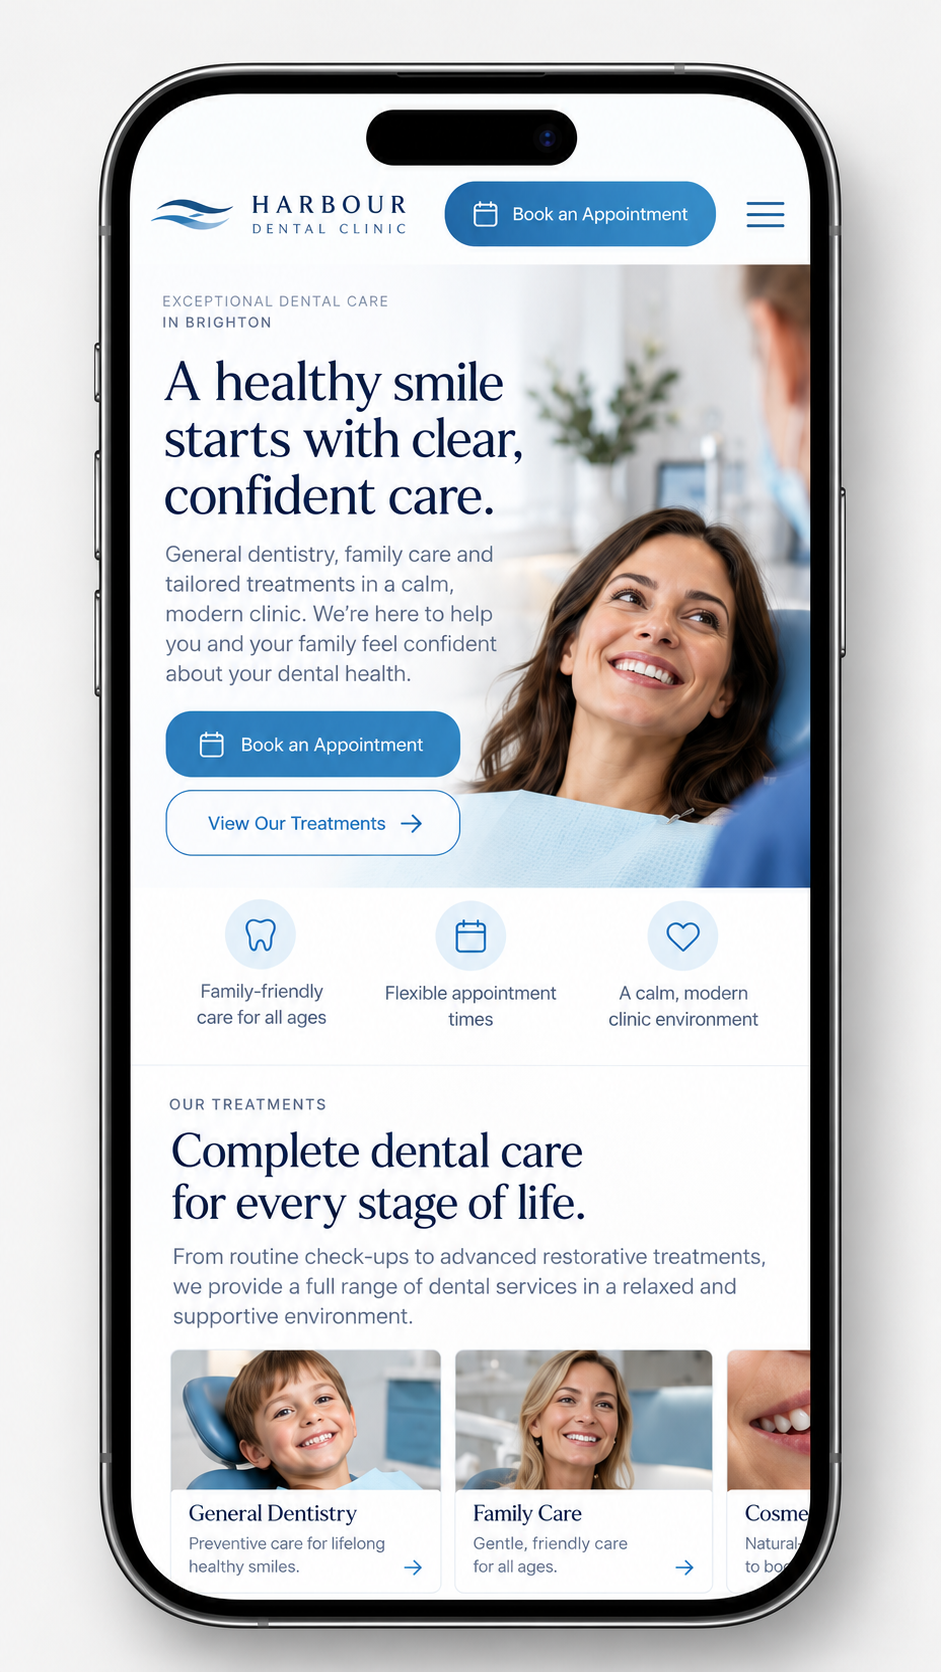 HARBOUR
DENTAL CLINIC
Book an Appointment
EXCEPTIONAL DENTAL CARE
IN BRIGHTON
A healthy smile
starts with clear,
confident care.
General dentistry, family care and
tailored treatments in a calm,
modern clinic. We're here to help
you and your family feel confident
about your dental health.
Book an Appointment
View Our Treatments
Family-friendly
care for all ages
Flexible appointment
times
A calm, modern
clinic environment
OUR TREATMENTS
Complete dental care
for every stage of life.
From routine check-ups to advanced restorative treatments,
we provide a full range of dental services in a relaxed and
supportive environment.
General Dentistry
Preventive care for lifelong
healthy smiles.
Family Care
Gentle, friendly care
for all ages.
Cosme
Natural-
to boo